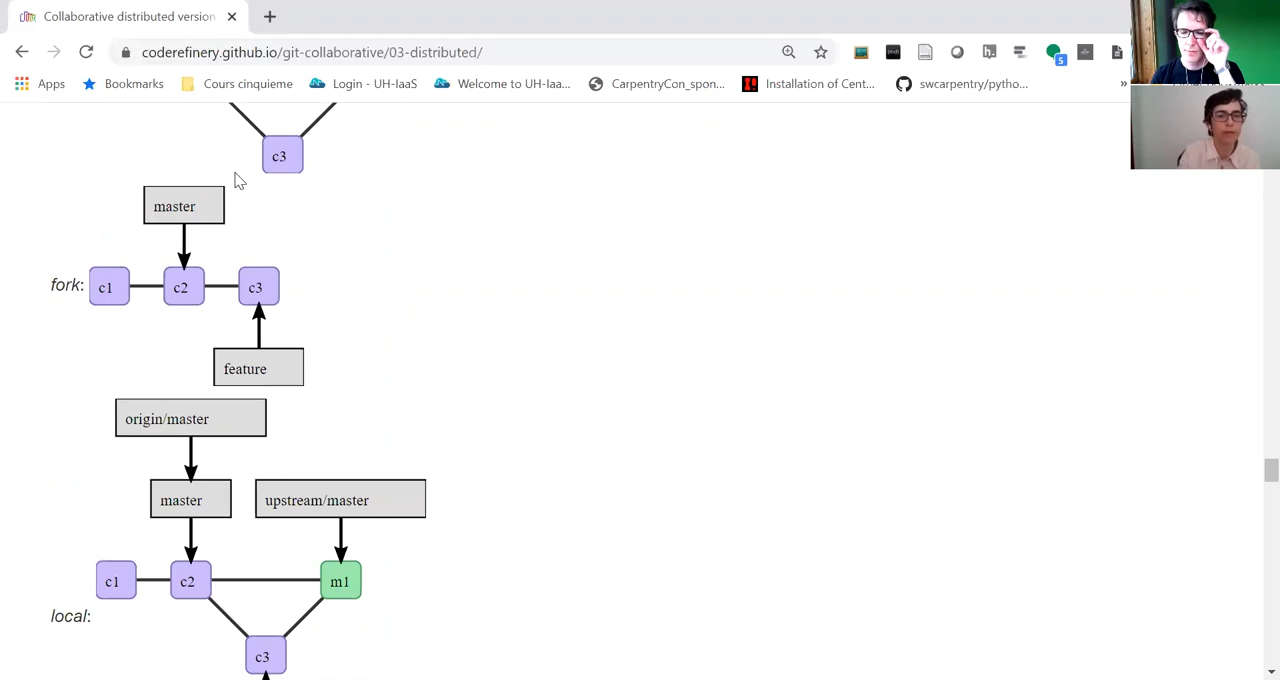 Collaborative distributed version
coderefinery.github.io/git-collaborative/03-distributed/
5
Apps Bookmarks Cours cinquieme Login - UH-IaaS Welcome to UH-Iaa... CarpentryCon_spon... Installation of Cent... swcarpentry/pytho... »
c3
master
fork: c1 c2 c3
feature
origin/master
master upstream/master
c1 c2 m1
local:
c3